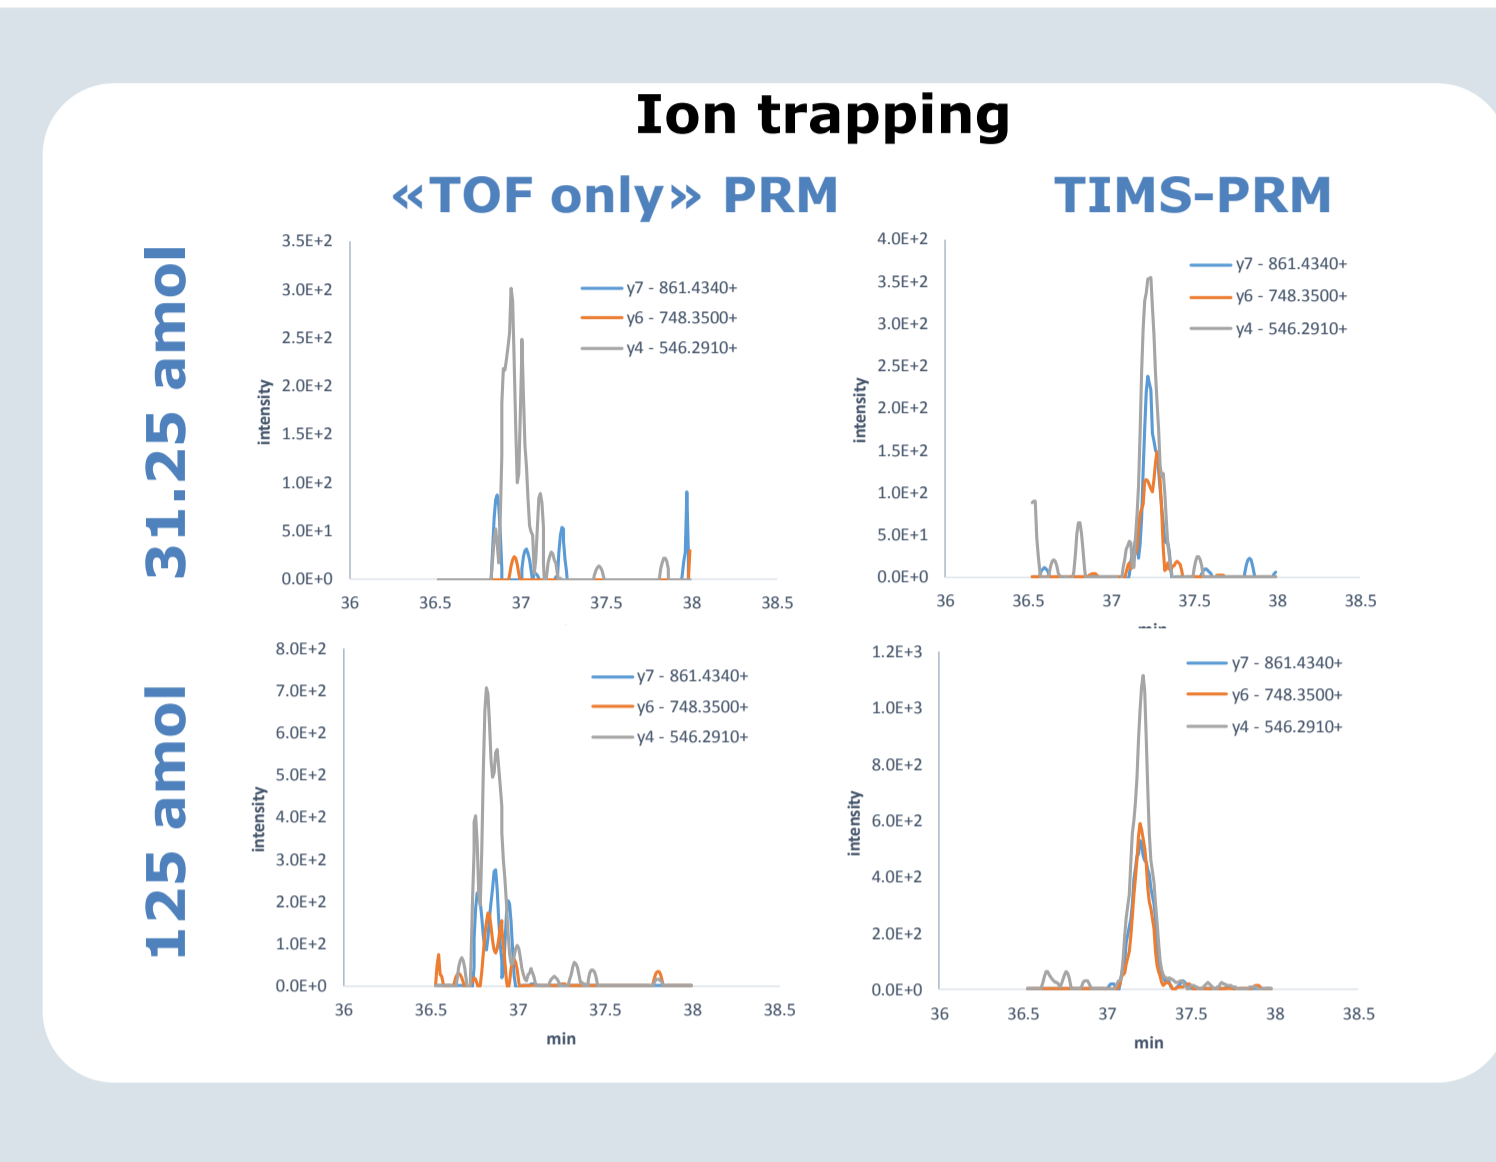 Ion trapping
«TOF only» PRM
TIMS-PRM
31.25 amol
3.5E+2
3.0E+2
2.5E+2
2.0E+2
1.5E+2
1.0E+2
5.0E+1
0.0E+0
intensity
y7 - 861.4340+
y6 - 748.3500+
y4 - 546.2910+
36 36.5 37 37.5 38 38.5
4.0E+2
3.5E+2
3.0E+2
2.5E+2
2.0E+2
1.5E+2
1.0E+2
5.0E+1
0.0E+0
intensity
y7 - 861.4340+
y6 - 748.3500+
y4 - 546.2910+
36 36.5 37 37.5 38 38.5
125 amol
8.0E+2
7.0E+2
6.0E+2
5.0E+2
4.0E+2
3.0E+2
2.0E+2
1.0E+2
0.0E+0
intensity
y7 - 861.4340+
y6 - 748.3500+
y4 - 546.2910+
36 36.5 37 37.5 38 38.5
min
1.2E+3
1.0E+3
8.0E+2
6.0E+2
4.0E+2
2.0E+2
0.0E+0
intensity
y7 - 861.4340+
y6 - 748.3500+
y4 - 546.2910+
36 36.5 37 37.5 38 38.5
min